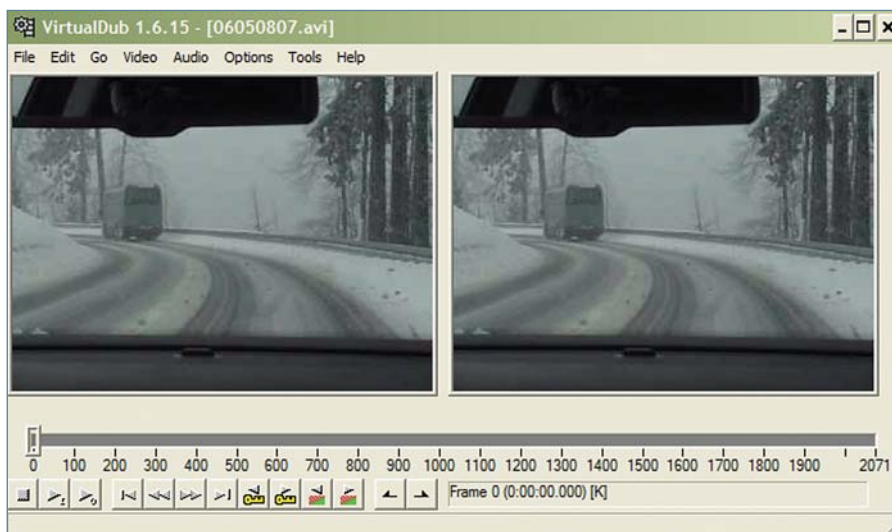 VirtualDub 1.6.15 - [06050807.avi]
File Edit Go Video Audio Options Tools Help
0 100 200 300 400 500 600 700 800 900 1000 1100 1200 1300 1400 1500 1600 1700 1800 1900 2071
Frame 0 (0:00:00.000) [K]